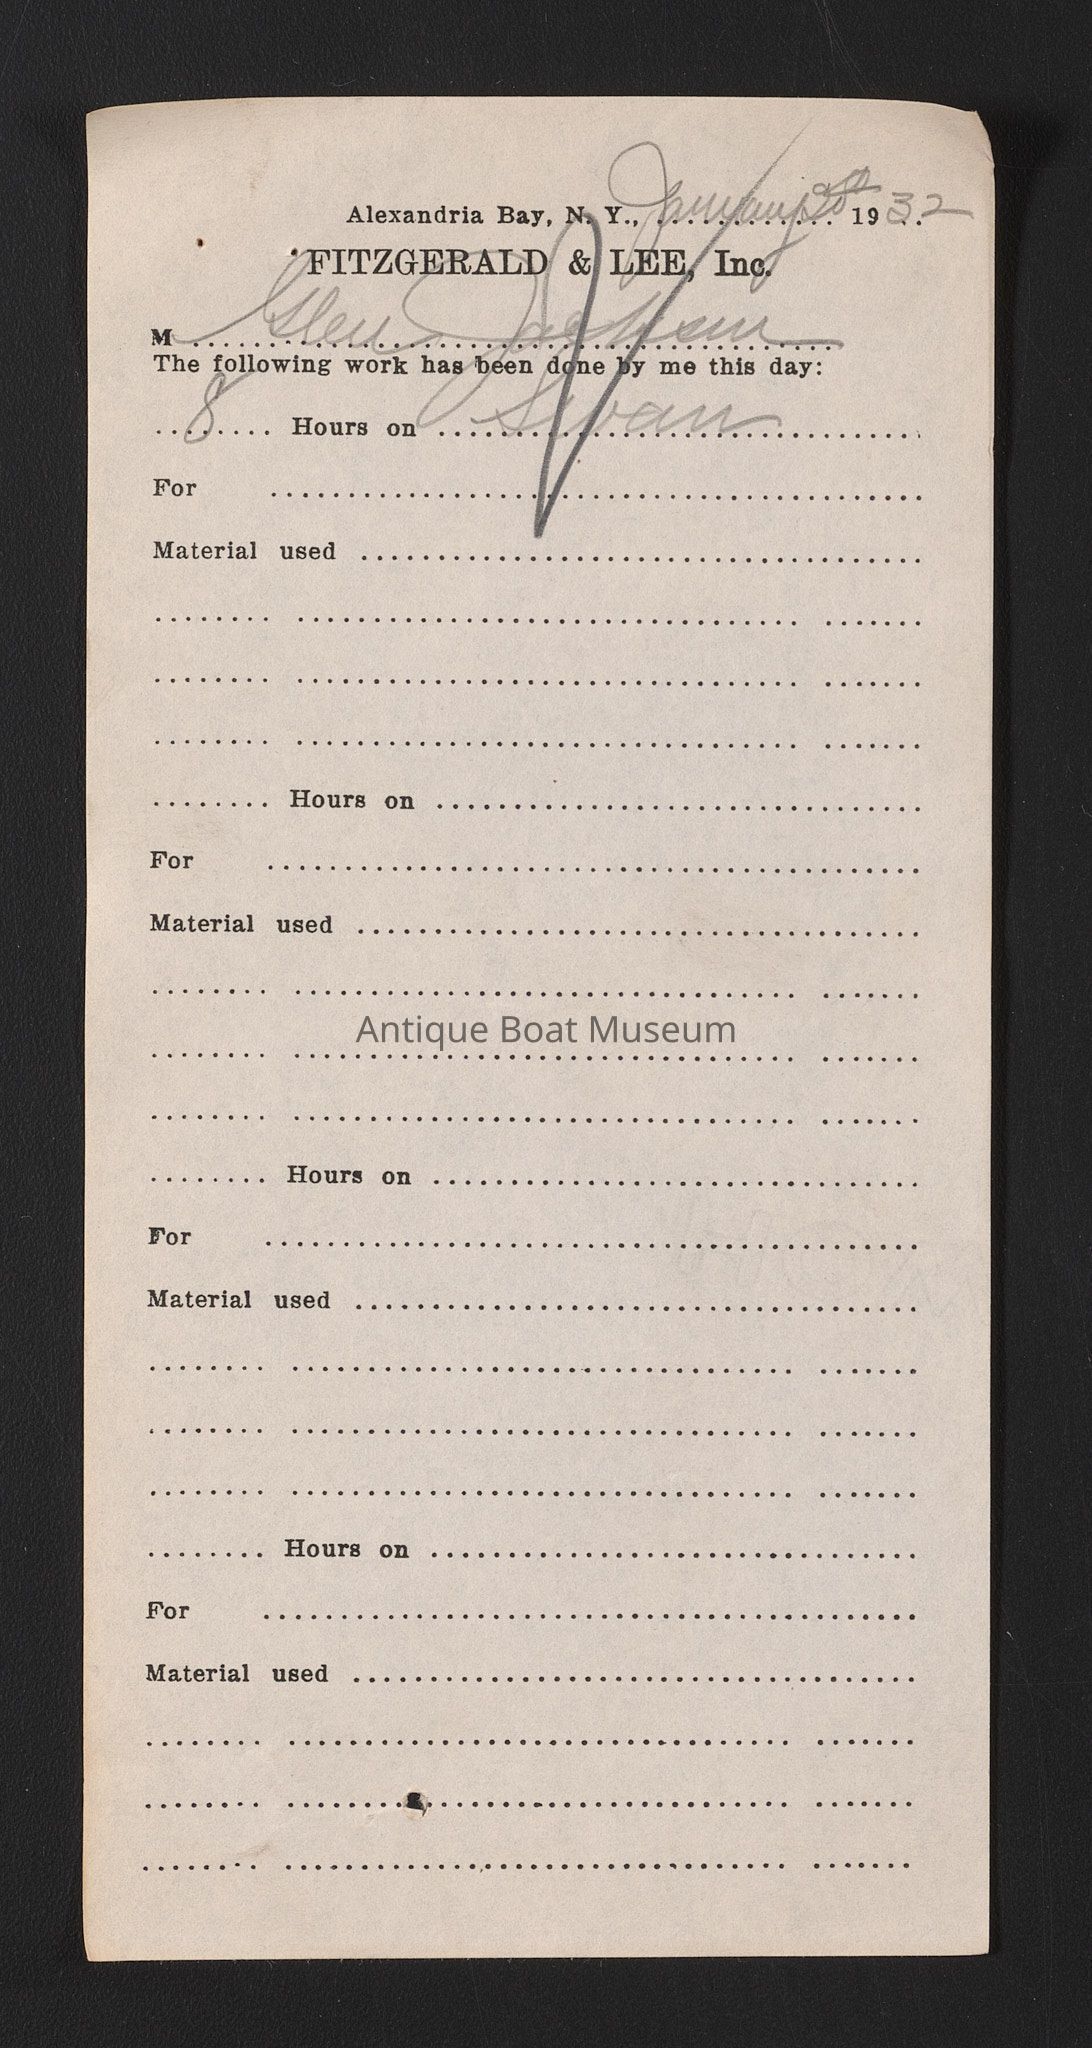 Alexandria Bay, N. Y., January 1932
FITZGERALD & LEE, Inc.
M Glen Jackson
The following work has been done by me this day:
8 Hours on Swan
For
Material used
Hours on
For
Material used
Antique Boat Museum
Hours on
For
Material used
Hours on
For
Material used